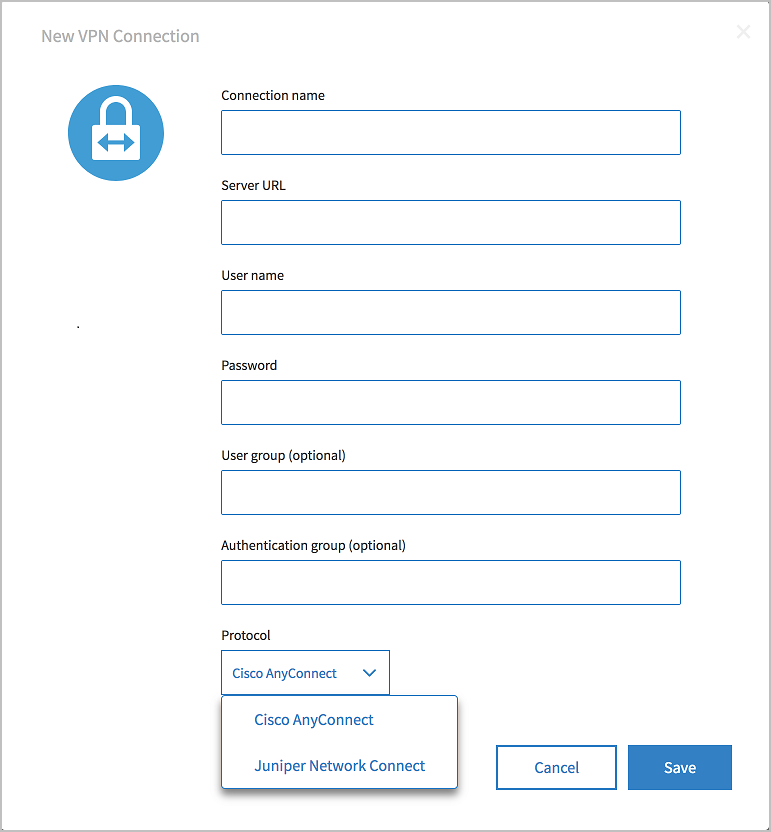 New VPN Connection
Connection name
Server URL
User name
.
Password
User group (optional)
Authentication group (optional)
Protocol
Cisco AnyConnect
Cisco AnyConnect
Juniper Network Connect
Cancel
Save